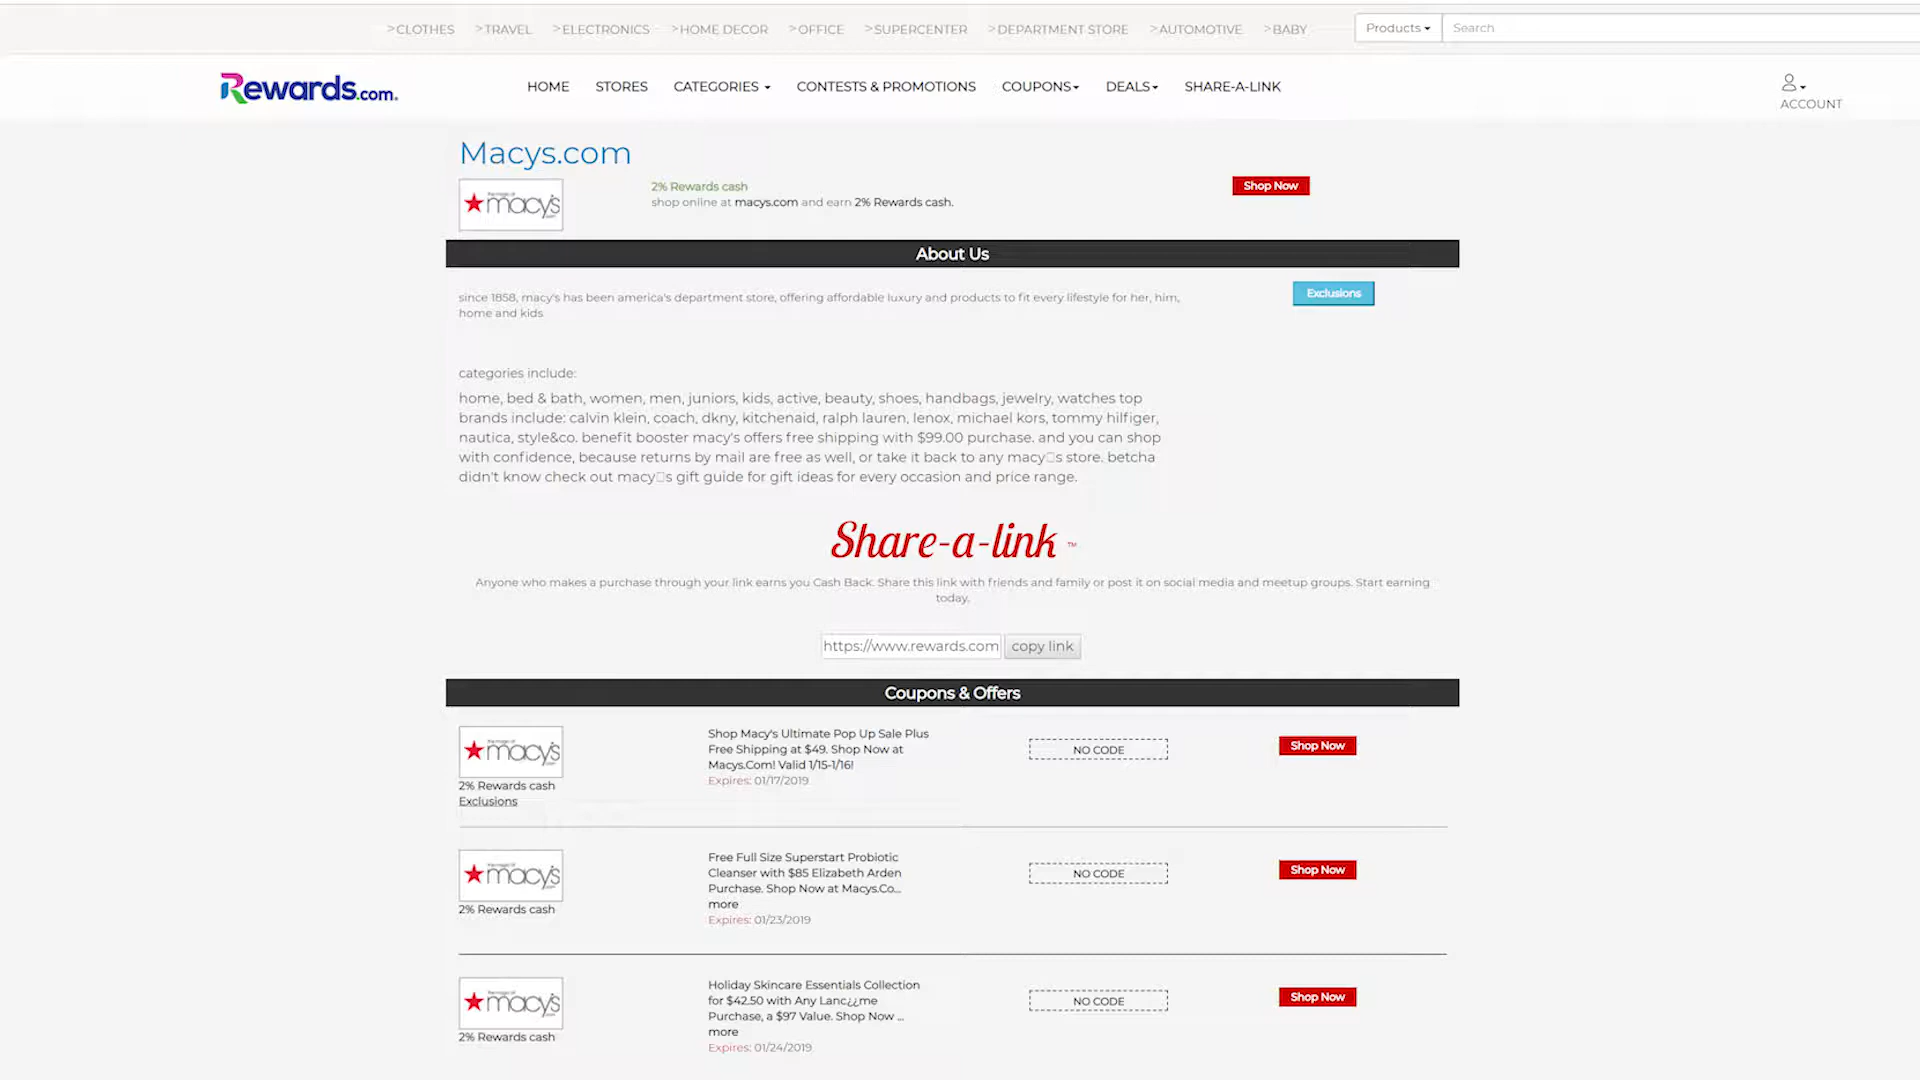 >CLOTHES >TRAVEL >ELECTRONICS >HOME DECOR >OFFICE >SUPERCENTER >DEPARTMENT STORE >AUTOMOTIVE >BABY Products Search
Rewards.com HOME STORES CATEGORIES CONTESTS & PROMOTIONS COUPONS DEALS SHARE-A-LINK
ACCOUNT
Macys.com
macy's
2% Rewards cash
shop online at macys.com and earn 2% Rewards cash.
Shop Now
About Us
since 1858, macy's has been america's department store, offering affordable luxury and products to fit every lifestyle for her, him,
home and kids
Exclusions
categories include:
home, bed & bath, women, men, juniors, kids, active, beauty, shoes, handbags, jewelry, watches top
brands include: calvin klein, coach, dkny, kitchenaid, ralph lauren, lenox, michael kors, tommy hilfiger,
nautica, style&co. benefit booster macy's offers free shipping with $99.00 purchase. and you can shop
with confidence, because returns by mail are free as well, or take it back to any macy□s store. betcha
didn't know check out macy□s gift guide for gift ideas for every occasion and price range.
Share-a-link ™
Anyone who makes a purchase through your link earns you Cash Back. Share this link with friends and family or post it on social media and meetup groups. Start earning
today.
https://www.rewards.com copy link
Coupons & Offers
macy's
2% Rewards cash
Exclusions
Shop Macy's Ultimate Pop Up Sale Plus
Free Shipping at $49. Shop Now at
Macys.Com! Valid 1/15-1/16!
Expires: 01/17/2019
NO CODE
Shop Now
macy's
2% Rewards cash
Free Full Size Superstart Probiotic
Cleanser with $85 Elizabeth Arden
Purchase. Shop Now at Macys.Co...
more
Expires: 01/23/2019
NO CODE
Shop Now
macy's
2% Rewards cash
Holiday Skincare Essentials Collection
for $42.50 with Any Lanc¿¿me
Purchase, a $97 Value. Shop Now ...
more
Expires: 01/24/2019
NO CODE
Shop Now